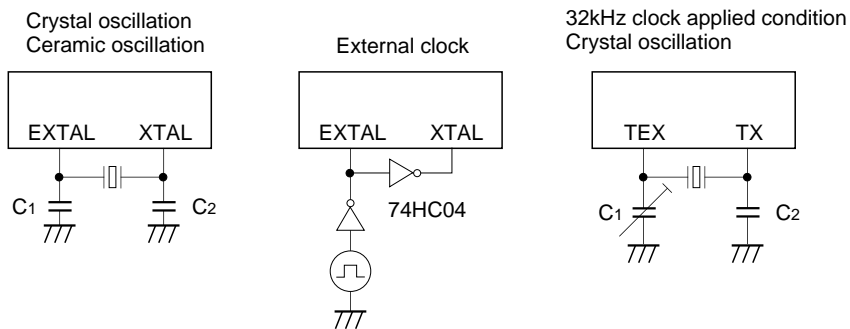 Crystal oscillation
Ceramic oscillation
EXTAL XTAL
C1 C2
External clock
EXTAL XTAL
74HC04
32kHz clock applied condition
Crystal oscillation
TEX TX
C1 C2